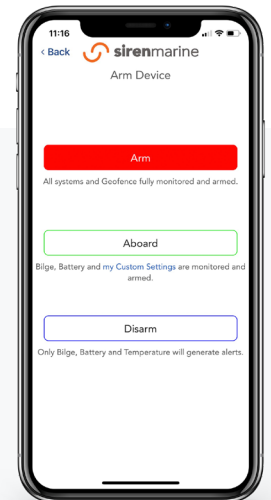 11:16
< Back
sirenmarine
Arm Device
Arm
All systems and Geofence fully monitored and armed.
Aboard
Bilge, Battery and my Custom Settings are monitored and
armed.
Disarm
Only Bilge, Battery and Temperature will generate alerts.